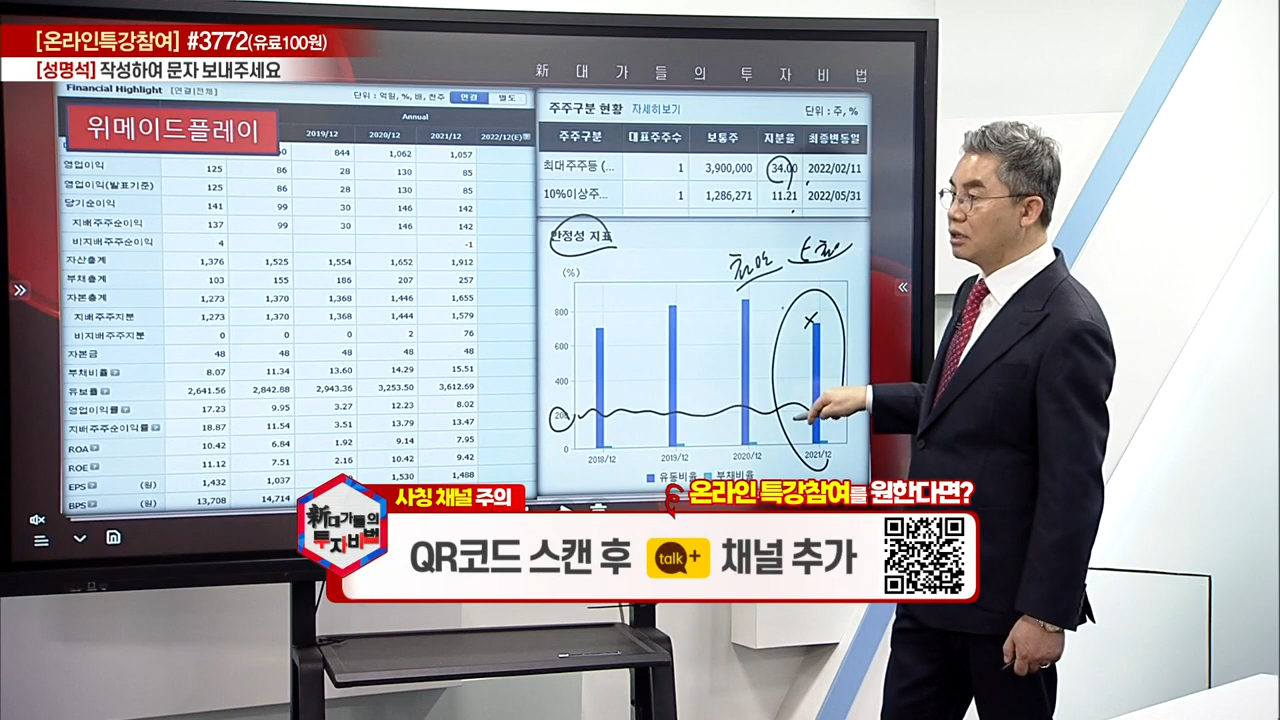 [온라인특강참여] #3772(유료100원)
[성명석] 작성하여 문자 보내주세요
新 대 가 들 의 투 자 비 법
Financial Highlight [연결|전체]
단위 : 억원, %, 배, 천주 연결 별도
위메이드플레이
Annual
2019/12 2020/12 2021/12 2022/12(E)
844 1,062 1,057
영업이익 125 86 28 130 85
영업이익(발표기준) 125 86 28 130 85
당기순이익 141 99 30 146 142
지배주주순이익 137 99 30 146 142
비지배주주순이익 4 -1
자산총계 1,376 1,525 1,554 1,652 1,912
부채총계 103 155 186 207 257
자본총계 1,273 1,370 1,368 1,446 1,655
지배주주지분 1,273 1,370 1,368 1,444 1,579
비지배주주지분 0 0 0 2 76
자본금 48 48 48 48 48
부채비율 8.07 11.34 13.60 14.29 15.51
유보율 2,641.56 2,842.88 2,943.36 3,253.50 3,612.69
영업이익률 17.23 9.95 3.27 12.23 8.02
지배주주순이익률 18.87 11.54 3.51 13.79 13.47
ROA 10.42 6.84 1.92 9.14 7.95
ROE 11.12 7.51 2.16 10.42 9.42
EPS (원) 1,432 1,037 1,530 1,488
BPS (원) 13,708 14,714
주주구분 현황 자세히보기 단위 : 주, %
주주구분 대표주주수 보통주 지분율 최종변동일
최대주주등 (... 1 3,900,000 34.00 2022/02/11
10%이상주... 1 1,286,271 11.21 2022/05/31
안정성 지표
(%)
800
600
400
200
0
2018/12 2019/12 2020/12 2021/12
유동비율 부채비율
사칭 채널 주의
온라인 특강참여를 원한다면?
新대가들의
투자비법
QR코드 스캔 후 talk+ 채널 추가